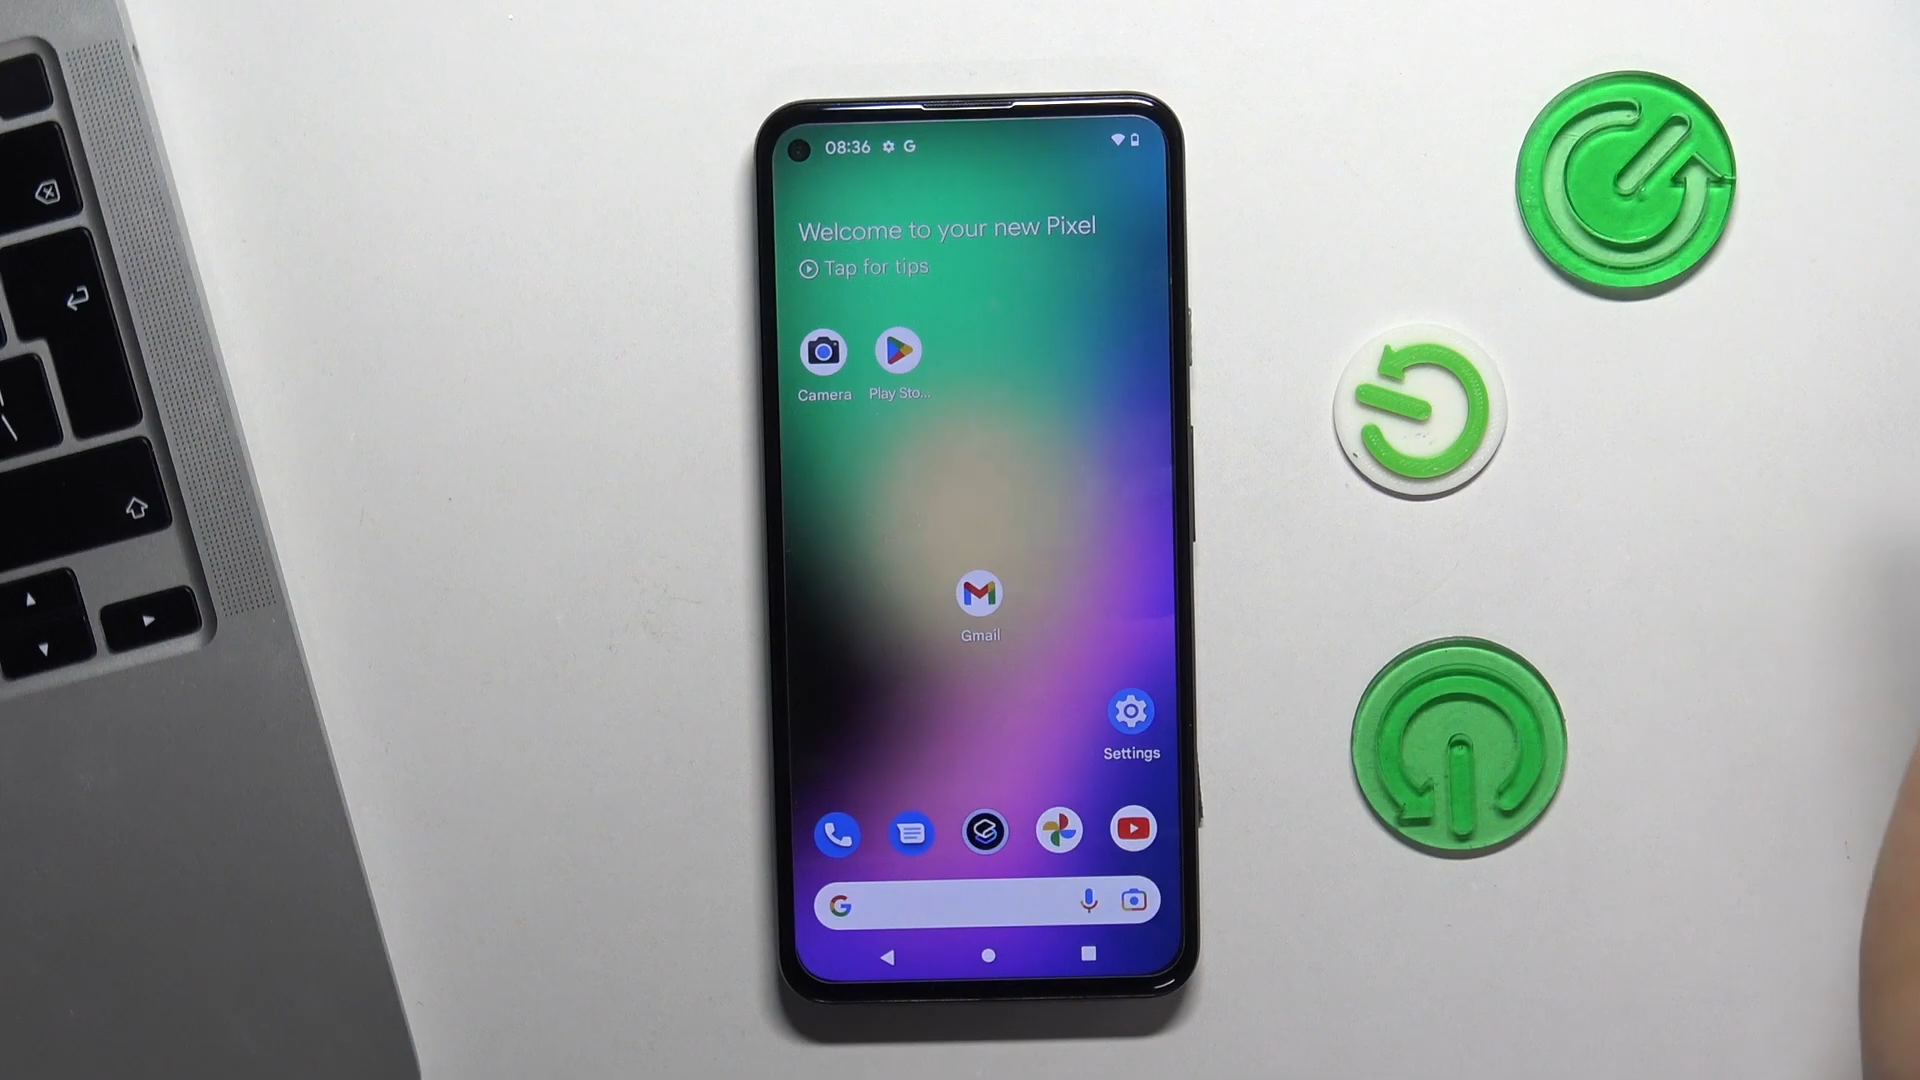 08:36 G
Welcome to your new Pixel
Tap for tips
Camera
Play Sto...
Gmail
Settings
G